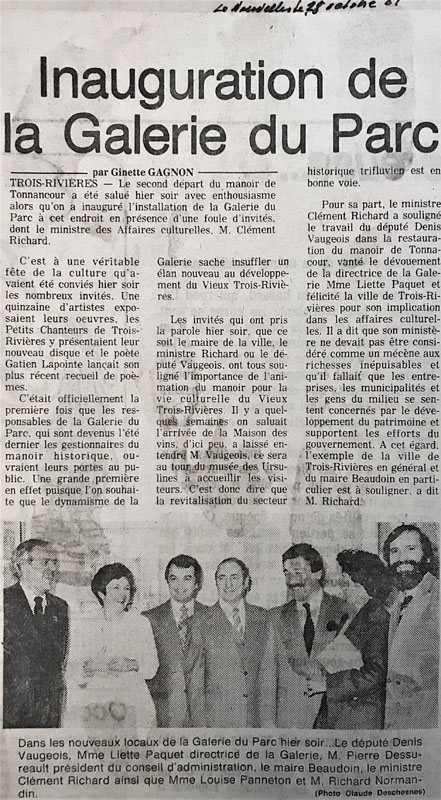 Le Nouvelliste 28 octobre 81
Inauguration de
la Galerie du Parc
par Ginette GAGNON
TROIS-RIVIÈRES — Le second départ du manoir de
Tonnancour a été salué hier soir avec enthousiasme
alors qu'on a inauguré l'installation de la Galerie du
Parc à cet endroit en présence d'une foule d'invités,
dont le ministre des Affaires culturelles, M. Clément
Richard.
C'est à une véritable
fête de la culture qu'a-
vaient été conviés hier soir
les nombreux invités. Une
quinzaine d'artistes expo-
saient leurs oeuvres, les
Petits Chanteurs de Trois-
Rivières y présentaient leur
nouveau disque et le poète
Gatien Lapointe lançait son
plus récent recueil de poè-
mes.
C'était officiellement la
première fois que les res-
ponsables de la Galerie du
Parc, qui sont devenus l'été
dernier les gestionnaires du
manoir historique, ou-
vraient leurs portes au pu-
blic. Une grande première
en effet puisque l'on souhai-
te que le dynamisme de la
Galerie sache insuffler un
élan nouveau au développe-
ment du Vieux Trois-Riviè-
res.
Les invités qui ont pris
la parole hier soir, que ce
soit le maire de la ville, le
ministre Richard ou le dé-
puté Vaugeois, ont tous sou-
ligné l'importance de l'ani-
mation du manoir pour la
vie culturelle du Vieux
Trois-Rivières. Il y a quel-
ques semaines on saluait
l'arrivée de la Maison des
vins, d'ici peu, a laissé en-
tendre M. Vaugeois, ce sera
au tour du musée des Ursu-
lines à accueillir les visi-
teurs. C'est donc dire que
la revitalisation du secteur
historique trifluvien est en
bonne voie.
Pour sa part, le ministre
Clément Richard a souligné
le travail du député Denis
Vaugeois dans la restaura-
tion du manoir de Tonna-
cour, vanté le dévouement
de la directrice de la Gale-
rie Mme Liette Paquet et
félicité la ville de Trois-Ri-
vières pour son implication
dans les affaires culturel-
les. Il a dit que son ministè-
re ne devait pas être consi-
déré comme un mécène aux
richesses inépuisables et
qu'il fallait que les entre-
prises, les municipalités et
les gens du milieu se sen-
tent concernés par le déve-
loppement du patrimoine et
supportent les efforts du
gouvernement. A cet égard,
l'exemple de la ville de
Trois-Rivières en général et
du maire Beaudoin en parti-
culier est à souligner, a dit
M. Richard.
Dans les nouveaux locaux de la Galerie du Parc hier soir...Le député Denis
Vaugeois, Mme Liette Paquet directrice de la Galerie, M. Pierre Dessu-
reault président du conseil d'administration, le maire Beaudoin, le ministre
Clément Richard ainsi que Mme Louise Panneton et M. Richard Norman-
din.
(Photo Claude Deschesnes)